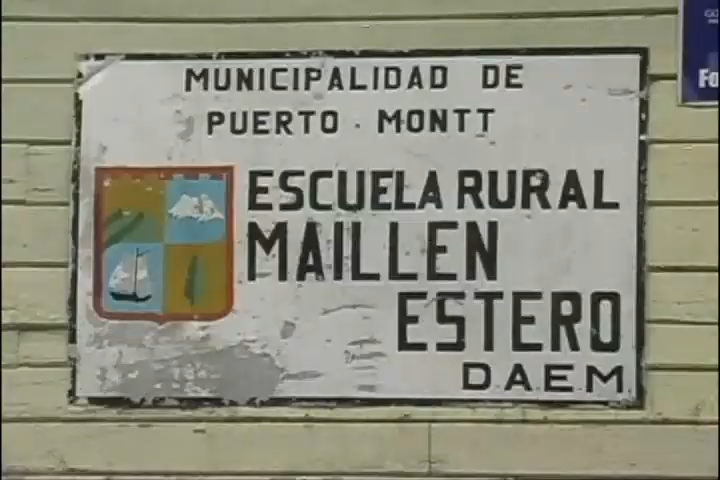 MUNICIPALIDAD DE
PUERTO . MONTT
ESCUELA RURAL
MAILLEN
ESTERO
DAEM